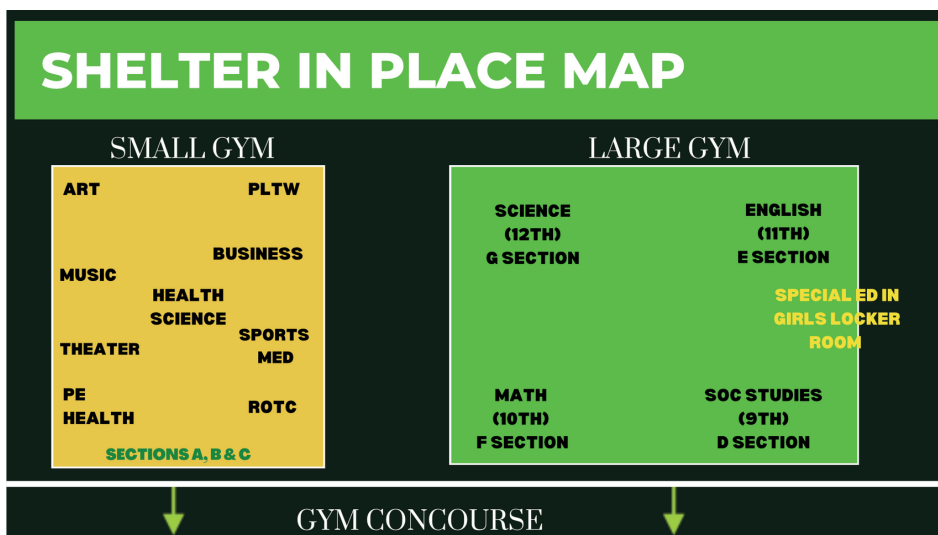 SHELTER IN PLACE MAP
SMALL GYM
ART
PLTW
BUSINESS
MUSIC
HEALTH
SCIENCE
SPORTS
MED
THEATER
PE
HEALTH
ROTC
SECTIONS A, B & C
LARGE GYM
SCIENCE
(12TH)
G SECTION
ENGLISH
(11TH)
E SECTION
SPECIAL ED IN
GIRLS LOCKER
ROOM
MATH
(10TH)
F SECTION
SOC STUDIES
(9TH)
D SECTION
GYM CONCOURSE